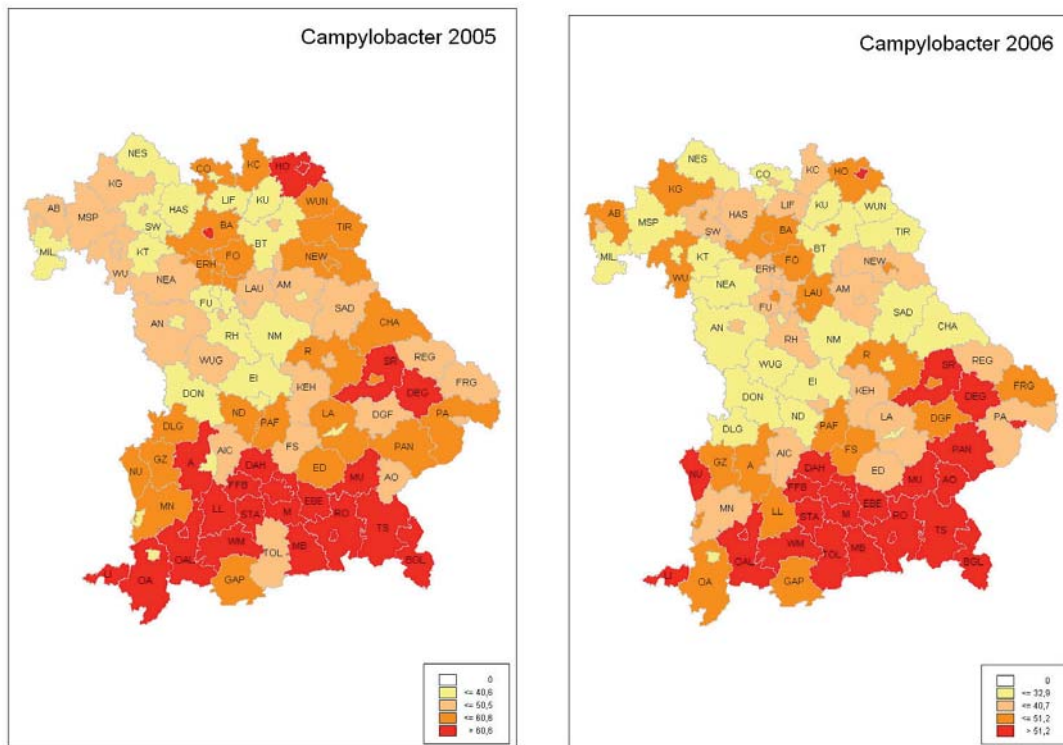 Campylobacter 2005
NES
CO
KC
HO
KG
LIF
KU
WUN
AB
MSP
HAS
SW
BA
TIR
MIL
KT
BT
WU
ERH
FO
NEW
NEA
FU
LAU
AM
AN
RH
NM
SAD
CHA
WUG
R
SR
REG
DON
EI
KEH
DEG
FRG
DLG
ND
PAF
LA
DGF
PA
NU
GZ
A
AIC
FS
PAN
DAH
ED
MU
AO
MN
FFB
LL
STA
M
EBE
RO
TS
WM
TOL
MB
BGL
LI
OA
OAL
GAP
0
<= 40,6
<= 50,5
<= 60,6
> 60,6
Campylobacter 2006
NES
CO
KC
HO
KG
LIF
KU
WUN
AB
MSP
HAS
SW
BA
TIR
MIL
KT
BT
WU
ERH
FO
NEW
NEA
FU
LAU
AM
AN
RH
NM
SAD
CHA
WUG
R
SR
REG
DON
EI
KEH
DEG
FRG
DLG
ND
PAF
LA
DGF
PA
NU
GZ
A
AIC
FS
PAN
DAH
ED
MU
AO
MN
FFB
LL
STA
M
EBE
RO
TS
WM
TOL
MB
BGL
LI
OA
OAL
GAP
0
<= 32,9
<= 40,7
<= 51,2
> 51,2